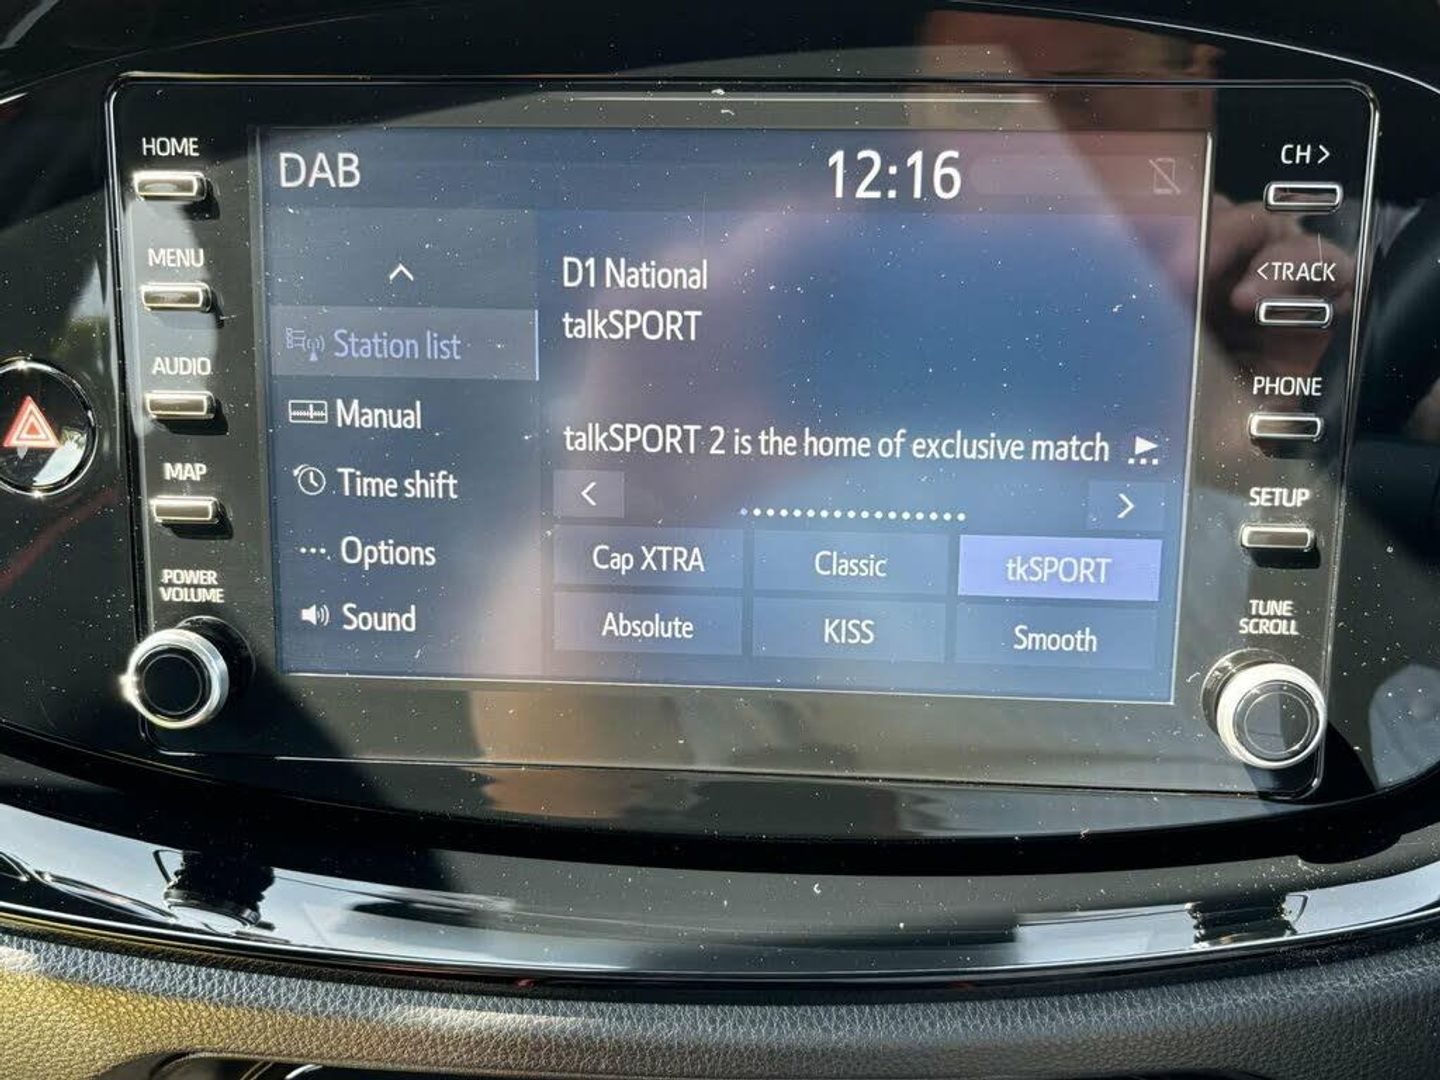 HOME
MENU
AUDIO
MAP
POWER
VOLUME
DAB
12:16
Station list
Manual
Time shift
Options
Sound
D1 National
talkSPORT
talkSPORT 2 is the home of exclusive match
Cap XTRA
Classic
tkSPORT
Absolute
KISS
Smooth
CH >
< TRACK
PHONE
SETUP
TUNE
SCROLL